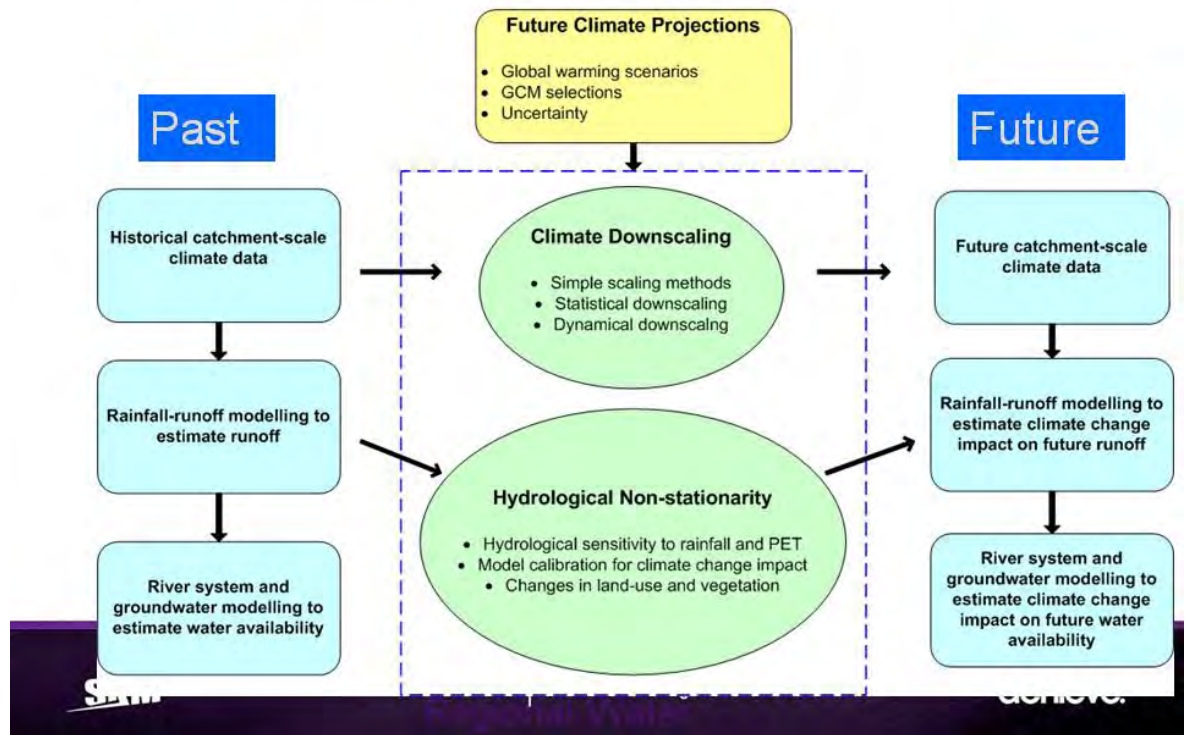 Future Climate Projections
• Global warming scenarios
• GCM selections
• Uncertainty
Past
Future
Historical catchment-scale
climate data
Climate Downscaling
• Simple scaling methods
• Statistical downscaling
• Dynamical downscalng
Future catchment-scale
climate data
Rainfall-runoff modelling to
estimate runoff
Rainfall-runoff modelling to
estimate climate change
impact on future runoff
Hydrological Non-stationarity
• Hydrological sensitivity to rainfall and PET
• Model calibration for climate change impact
• Changes in land-use and vegetation
River system and
groundwater modelling to
estimate water availability
River system and
groundwater modelling to
estimate climate change
impact on future water
availability
achieve.
Regional Water